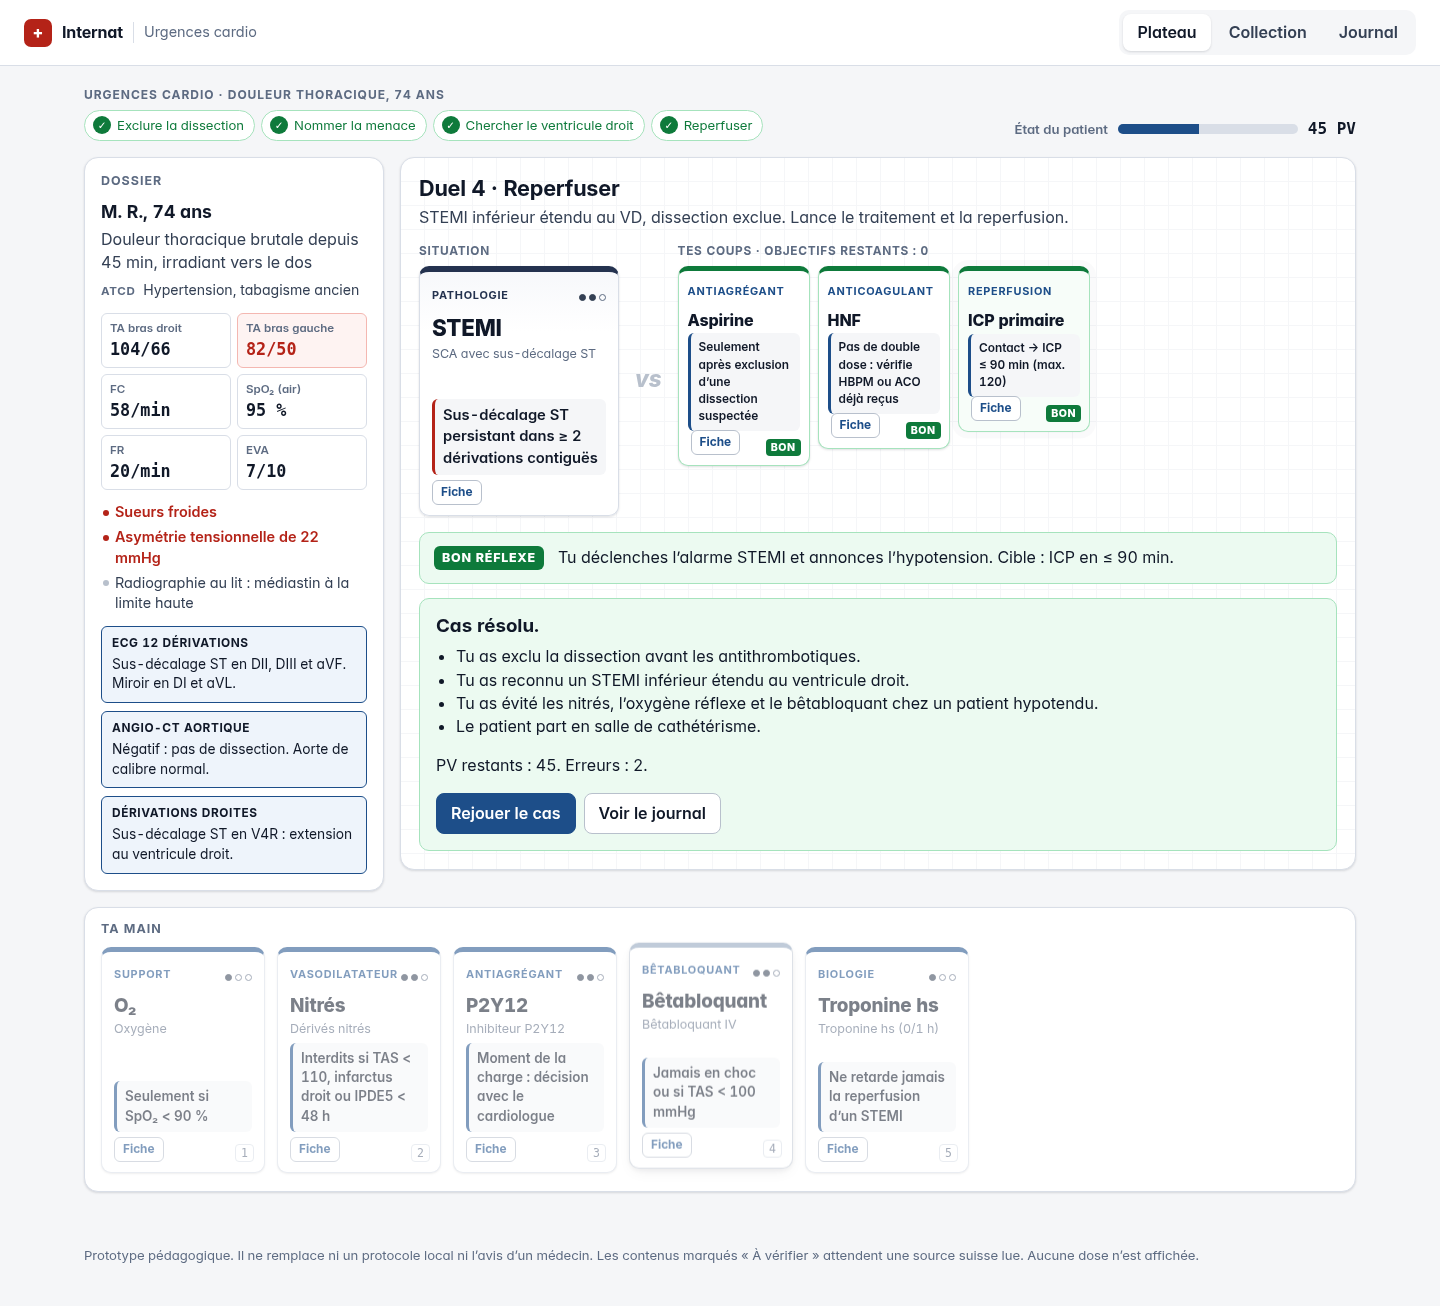 + Internat Urgences cardio
Plateau Collection Journal
URGENCES CARDIO · DOULEUR THORACIQUE, 74 ANS
✓ Exclure la dissection ✓ Nommer la menace ✓ Chercher le ventricule droit ✓ Reperfuser
État du patient 45 PV
DOSSIER
M. R., 74 ans
Douleur thoracique brutale depuis
45 min, irradiant vers le dos
ATCD Hypertension, tabagisme ancien
TA bras droit
104/66
TA bras gauche
82/50
FC
58/min
SpO₂ (air)
95 %
FR
20/min
EVA
7/10
Sueurs froides
Asymétrie tensionnelle de 22
mmHg
Radiographie au lit : médiastin à la
limite haute
ECG 12 DÉRIVATIONS
Sus-décalage ST en DII, DIII et aVF.
Miroir en DI et aVL.
ANGIO-CT AORTIQUE
Négatif : pas de dissection. Aorte de
calibre normal.
DÉRIVATIONS DROITES
Sus-décalage ST en V4R : extension
au ventricule droit.
Duel 4 · Reperfuser
STEMI inférieur étendu au VD, dissection exclue. Lance le traitement et la reperfusion.
SITUATION
PATHOLOGIE
STEMI
SCA avec sus-décalage ST
Sus-décalage ST
persistant dans ≥ 2
dérivations contiguës
Fiche
VS
TES COUPS · OBJECTIFS RESTANTS : 0
ANTIAGRÉGANT
Aspirine
Seulement
après exclusion
d’une
dissection
suspectée
Fiche
BON
ANTICOAGULANT
HNF
Pas de double
dose : vérifie
HBPM ou ACO
déjà reçus
Fiche
BON
REPERFUSION
ICP primaire
Contact → ICP
≤ 90 min (max.
120)
Fiche
BON
BON RÉFLEXE Tu déclenches l’alarme STEMI et annonces l’hypotension. Cible : ICP en ≤ 90 min.
Cas résolu.
• Tu as exclu la dissection avant les antithrombotiques.
• Tu as reconnu un STEMI inférieur étendu au ventricule droit.
• Tu as évité les nitrés, l’oxygène réflexe et le bêtabloquant chez un patient hypotendu.
• Le patient part en salle de cathétérisme.
PV restants : 45. Erreurs : 2.
Rejouer le cas Voir le journal
TA MAIN
SUPPORT
O₂
Oxygène
Seulement si
SpO₂ < 90 %
Fiche
1
VASODILATATEUR
Nitrés
Dérivés nitrés
Interdits si TAS <
110, infarctus
droit ou IPDE5 <
48 h
Fiche
2
ANTIAGRÉGANT
P2Y12
Inhibiteur P2Y12
Moment de la
charge : décision
avec le
cardiologue
Fiche
3
BÊTABLOQUANT
Bêtabloquant
Bêtabloquant IV
Jamais en choc
ou si TAS < 100
mmHg
Fiche
4
BIOLOGIE
Troponine hs
Troponine hs (0/1 h)
Ne retarde jamais
la reperfusion
d’un STEMI
Fiche
5
Prototype pédagogique. Il ne remplace ni un protocole local ni l’avis d’un médecin. Les contenus marqués « À vérifier » attendent une source suisse lue. Aucune dose n’est affichée.